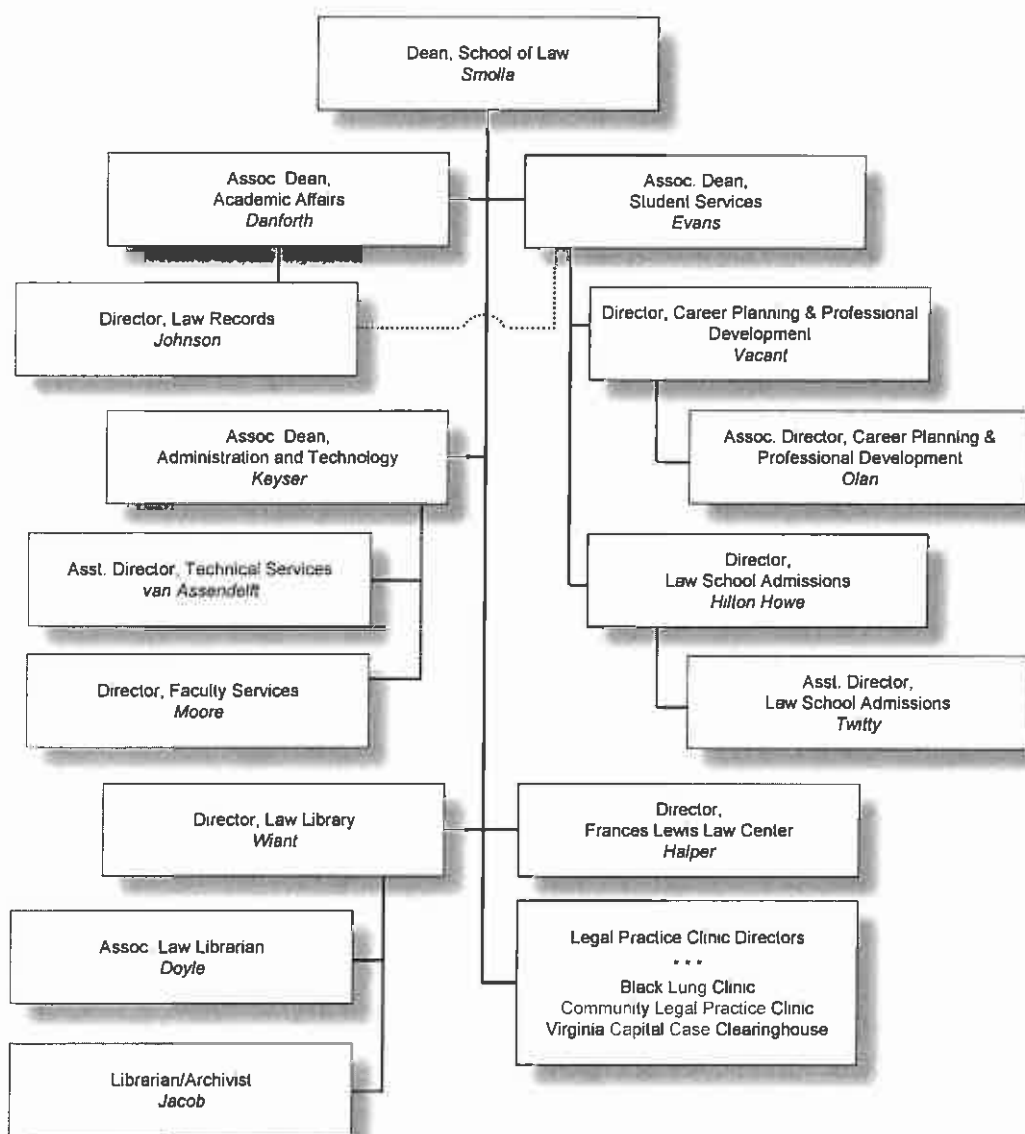 Dean, School of Law
Smolla
Assoc Dean,
Academic Affairs
Danforth
Assoc. Dean,
Student Services
Evans
Director, Law Records
Johnson
Director, Career Planning & Professional
Development
Vacant
Assoc Dean,
Administration and Technology
Keyser
Assoc. Director, Career Planning &
Professional Development
Olan
Asst. Director, Technical Services
van Assendelft
Director,
Law School Admissions
Hilton Howe
Director, Faculty Services
Moore
Asst. Director,
Law School Admissions
Twitty
Director, Law Library
Wiant
Director,
Frances Lewis Law Center
Halper
Assoc Law Librarian
Doyle
Legal Practice Clinic Directors
* * *
Black Lung Clinic
Community Legal Practice Clinic
Virginia Capital Case Clearinghouse
Librarian/Archivist
Jacob